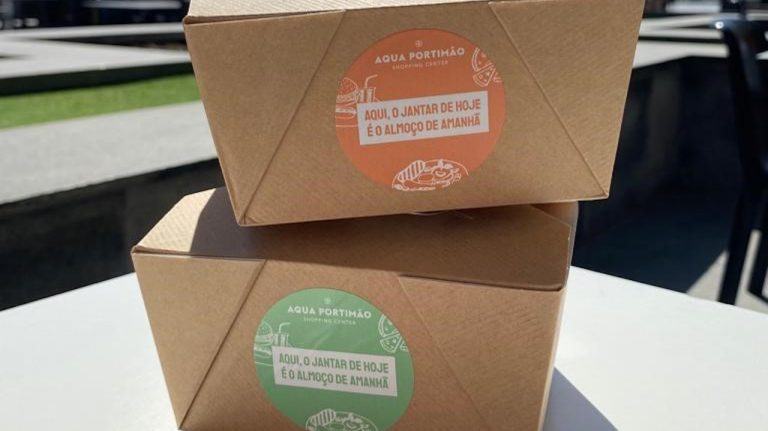 AQUA PORTIMÃO
SHOPPING CENTER
AQUI, O JANTAR DE HOJE
É O ALMOÇO DE AMANHÃ
AQUA PORTIMÃO
SHOPPING CENTER
AQUI, O JANTAR DE HOJE
É O ALMOÇO DE AMANHÃ